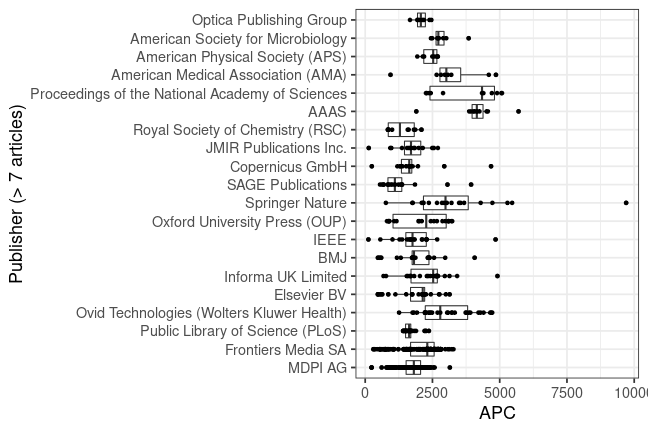 Optica Publishing Group
American Society for Microbiology
American Physical Society (APS)
American Medical Association (AMA)
Proceedings of the National Academy of Sciences
AAAS
Royal Society of Chemistry (RSC)
JMIR Publications Inc.
Copernicus GmbH
SAGE Publications
Springer Nature
Oxford University Press (OUP)
IEEE
BMJ
Informa UK Limited
Elsevier BV
Ovid Technologies (Wolters Kluwer Health)
Public Library of Science (PLoS)
Frontiers Media SA
MDPI AG
Publisher (> 7 articles)
0 2500 5000 7500 10000
APC